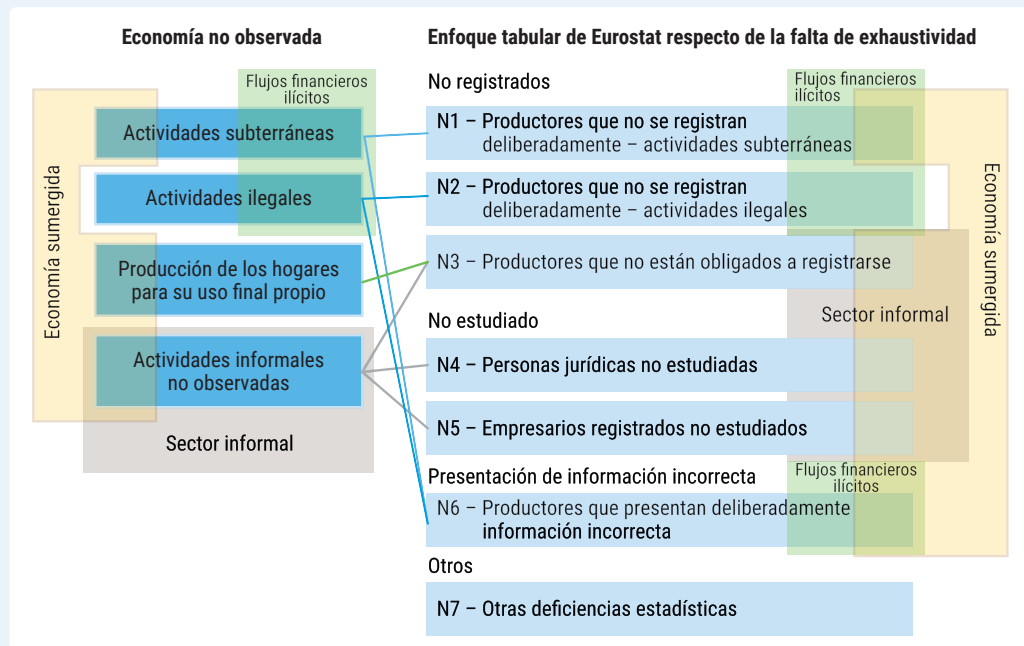 Economía no observada
Economía sumergida
Flujos financieros
ilícitos
Actividades subterráneas
Actividades ilegales
Producción de los hogares
para su uso final propio
Actividades informales
no observadas
Sector informal
Enfoque tabular de Eurostat respecto de la falta de exhaustividad
No registrados
Flujos financieros
ilícitos
N1 – Productores que no se registran
deliberadamente – actividades subterráneas
N2 – Productores que no se registran
deliberadamente – actividades ilegales
N3 – Productores que no están obligados a registrarse
Economía sumergida
Sector informal
No estudiado
N4 – Personas jurídicas no estudiadas
N5 – Empresarios registrados no estudiados
Presentación de información incorrecta
Flujos financieros
ilícitos
N6 – Productores que presentan deliberadamente
información incorrecta
Otros
N7 – Otras deficiencias estadísticas